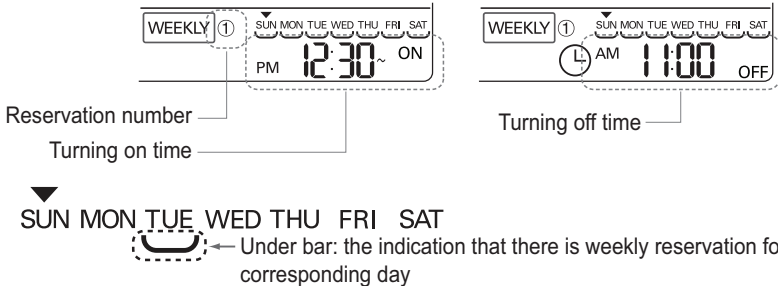 WEEKLY ① SUN MON TUE WED THU FRI SAT
PM 12:30~ ON
WEEKLY ① SUN MON TUE WED THU FRI SAT
AM 11:00 OFF
Reservation number
Turning on time
Turning off time
SUN MON TUE WED THU FRI SAT
Under bar: the indication that there is weekly reservation fo
corresponding day